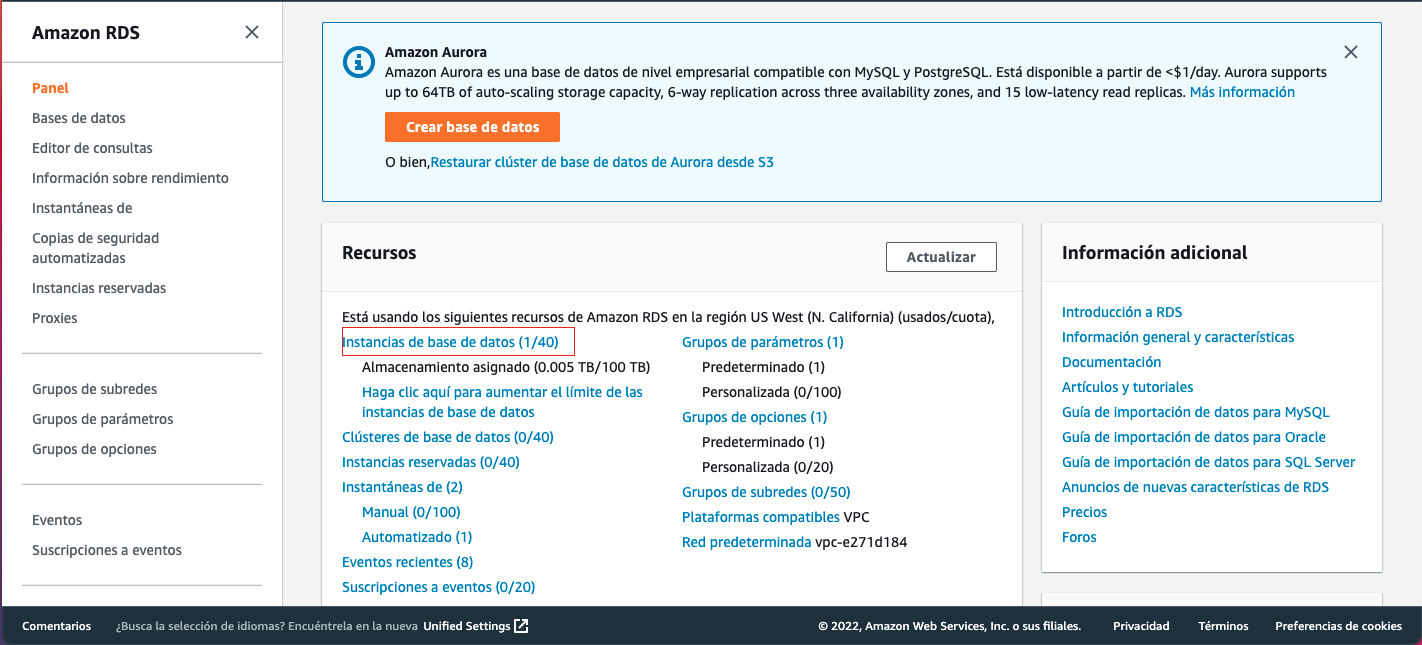 Amazon RDS
Panel
Bases de datos
Editor de consultas
Información sobre rendimiento
Instantáneas de
Copias de seguridad
automatizadas
Instancias reservadas
Proxies
Grupos de subredes
Grupos de parámetros
Grupos de opciones
Eventos
Suscripciones a eventos
Amazon Aurora
Amazon Aurora es una base de datos de nivel empresarial compatible con MySQL y PostgreSQL. Está disponible a partir de <$1/day. Aurora supports
up to 64TB of auto-scaling storage capacity, 6-way replication across three availability zones, and 15 low-latency read replicas. Más información
Crear base de datos
O bien,Restaurar clúster de base de datos de Aurora desde S3
Recursos
Actualizar
Está usando los siguientes recursos de Amazon RDS en la región US West (N. California) (usados/cuota),
Instancias de base de datos (1/40)
Almacenamiento asignado (0.005 TB/100 TB)
Haga clic aquí para aumentar el límite de las
instancias de base de datos
Clústeres de base de datos (0/40)
Instancias reservadas (0/40)
Instantáneas de (2)
Manual (0/100)
Automatizado (1)
Eventos recientes (8)
Suscripciones a eventos (0/20)
Grupos de parámetros (1)
Predeterminado (1)
Personalizada (0/100)
Grupos de opciones (1)
Predeterminado (1)
Personalizada (0/20)
Grupos de subredes (0/50)
Plataformas compatibles VPC
Red predeterminada vpc-e271d184
Información adicional
Introducción a RDS
Información general y características
Documentación
Artículos y tutoriales
Guía de importación de datos para MySQL
Guía de importación de datos para Oracle
Guía de importación de datos para SQL Server
Anuncios de nuevas características de RDS
Precios
Foros
Comentarios
¿Busca la selección de idiomas? Encuéntrela en la nueva Unified Settings
© 2022, Amazon Web Services, Inc. o sus filiales.
Privacidad
Términos
Preferencias de cookies